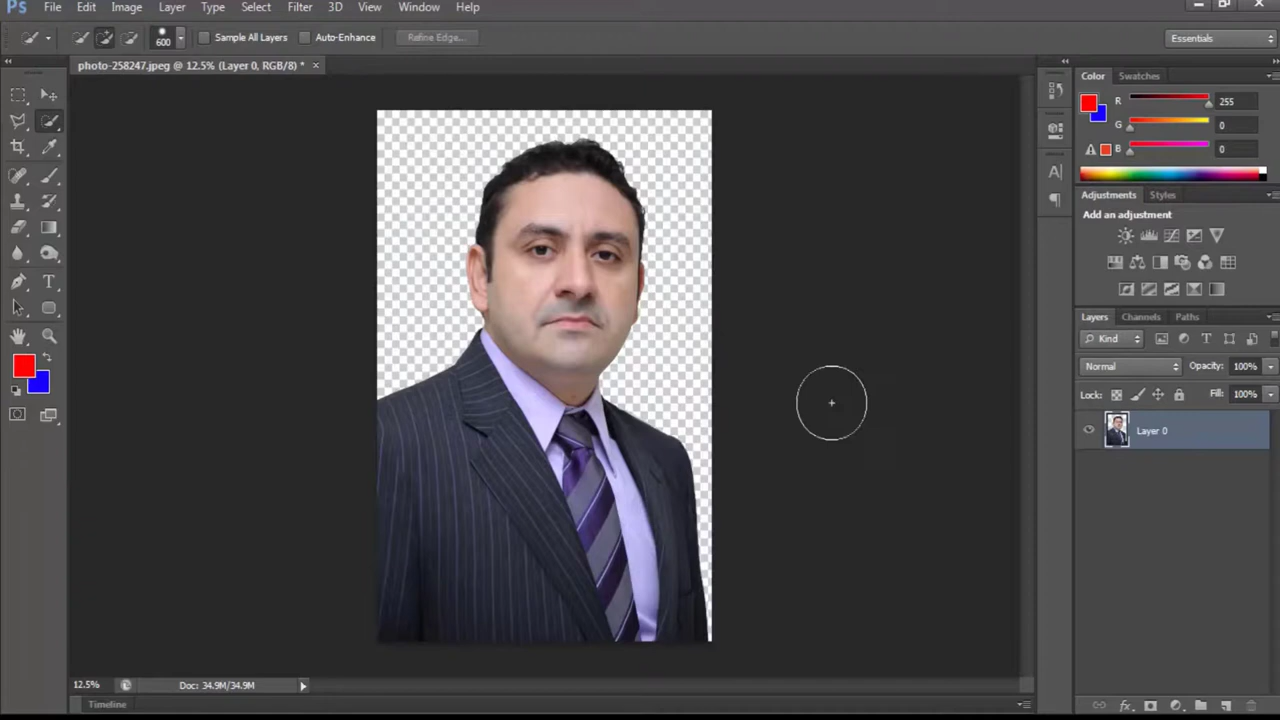 Ps File Edit Image Layer Type Select Filter 3D View Window Help
600 Sample All Layers Auto-Enhance Refine Edge... Essentials
photo-258247.jpeg @ 12.5% (Layer 0, RGB/8) * ×
Color Swatches
R 255
G 0
B 0
Adjustments Styles
Add an adjustment
Layers Channels Paths
Kind
Normal Opacity: 100%
Lock: Fill: 100%
Layer 0
12.5% Doc: 34.9M/34.9M
Timeline